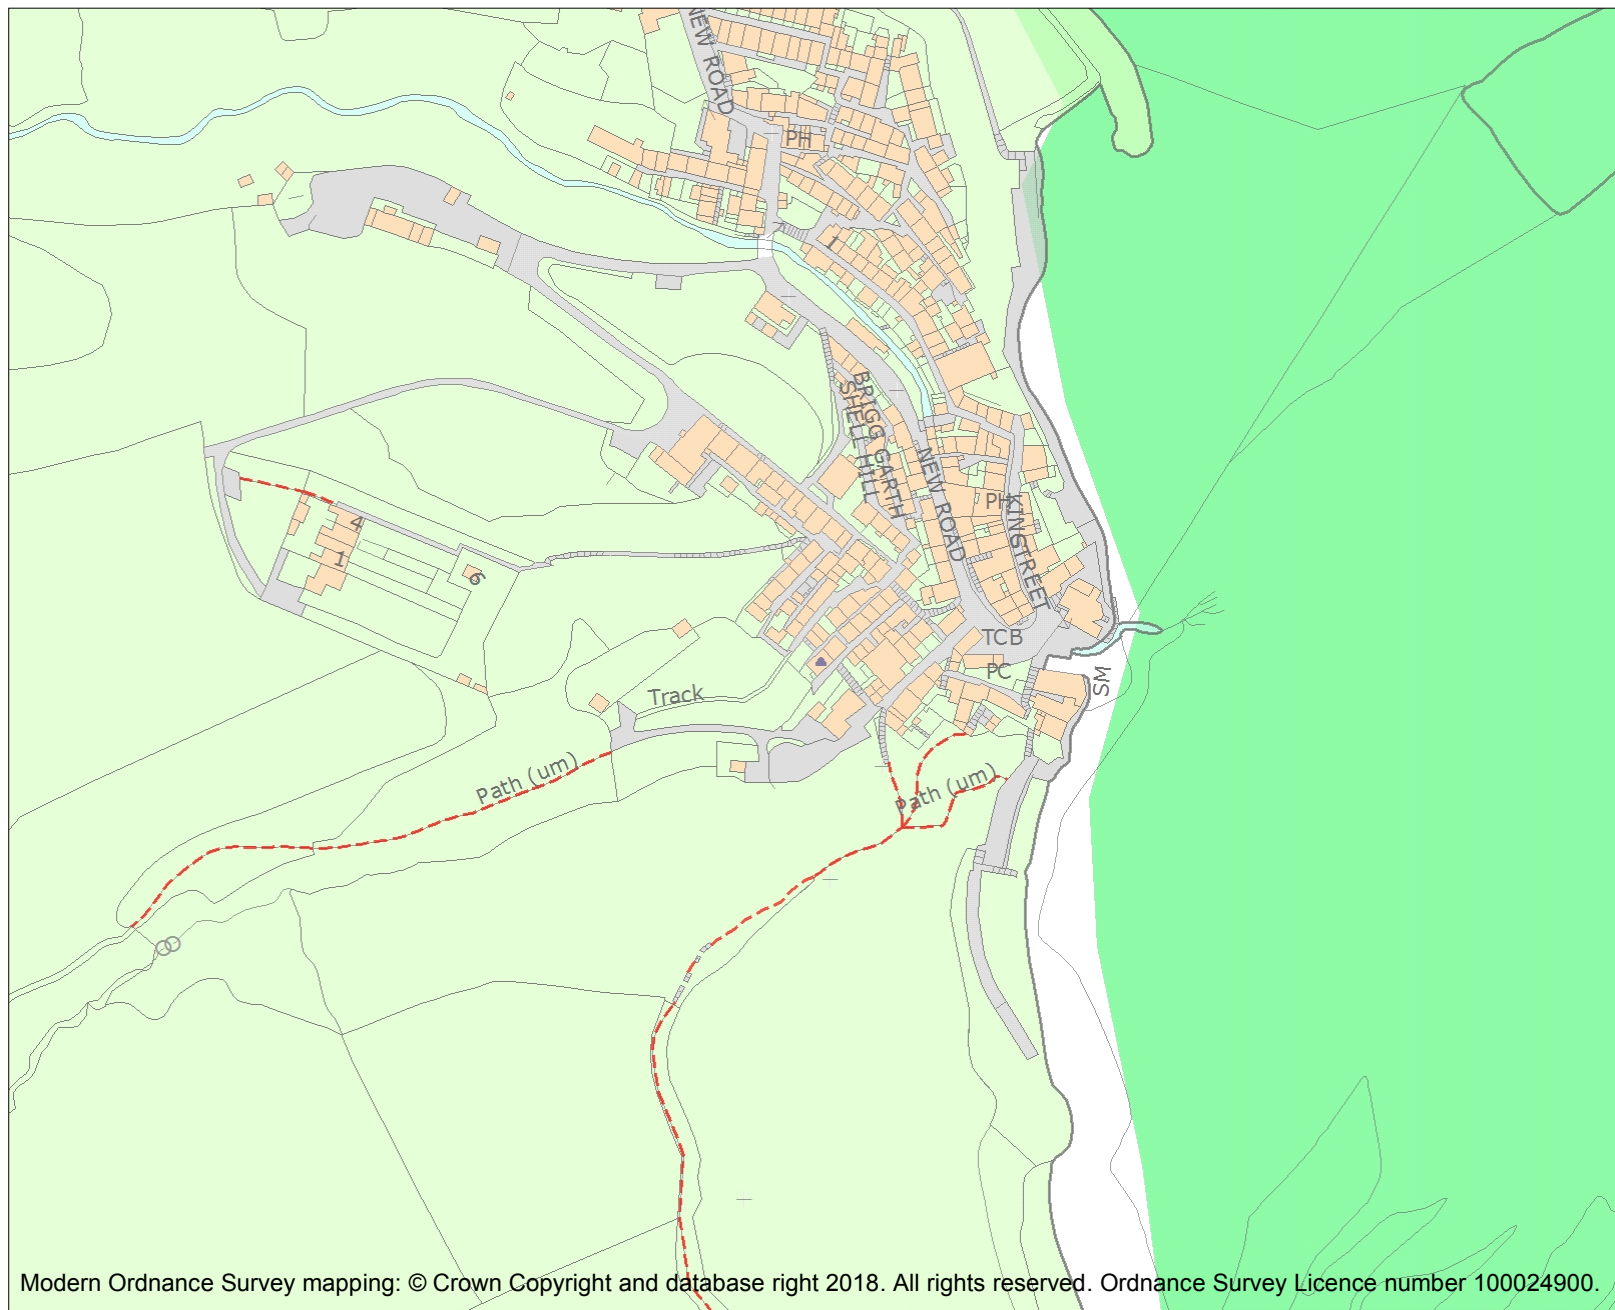 NEW ROAD
PH
1
BRIGG GARTH
SHELL HILL
NEW ROAD
PH
KING STREET
4
1
6
TCB
PC
SM
Track
Path (um)
Path (um)
Modern Ordnance Survey mapping: © Crown Copyright and database right 2018. All rights reserved. Ordnance Survey Licence number 100024900.